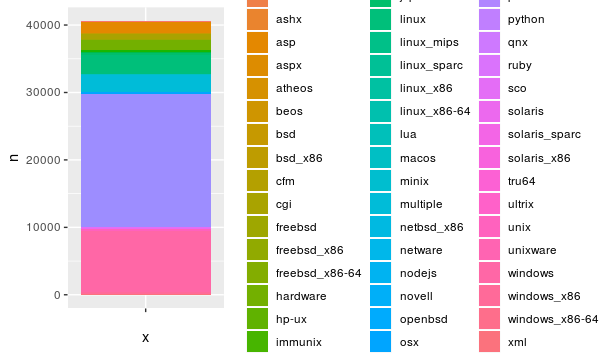 40000
30000
20000
10000
0
n
x
ashx
asp
aspx
atheos
beos
bsd
bsd_x86
cfm
cgi
freebsd
freebsd_x86
freebsd_x86-64
hardware
hp-ux
immunix
linux
linux_mips
linux_sparc
linux_x86
linux_x86-64
lua
macos
minix
multiple
netbsd_x86
netware
nodejs
novell
openbsd
osx
python
qnx
ruby
sco
solaris
solaris_sparc
solaris_x86
tru64
ultrix
unix
unixware
windows
windows_x86
windows_x86-64
xml